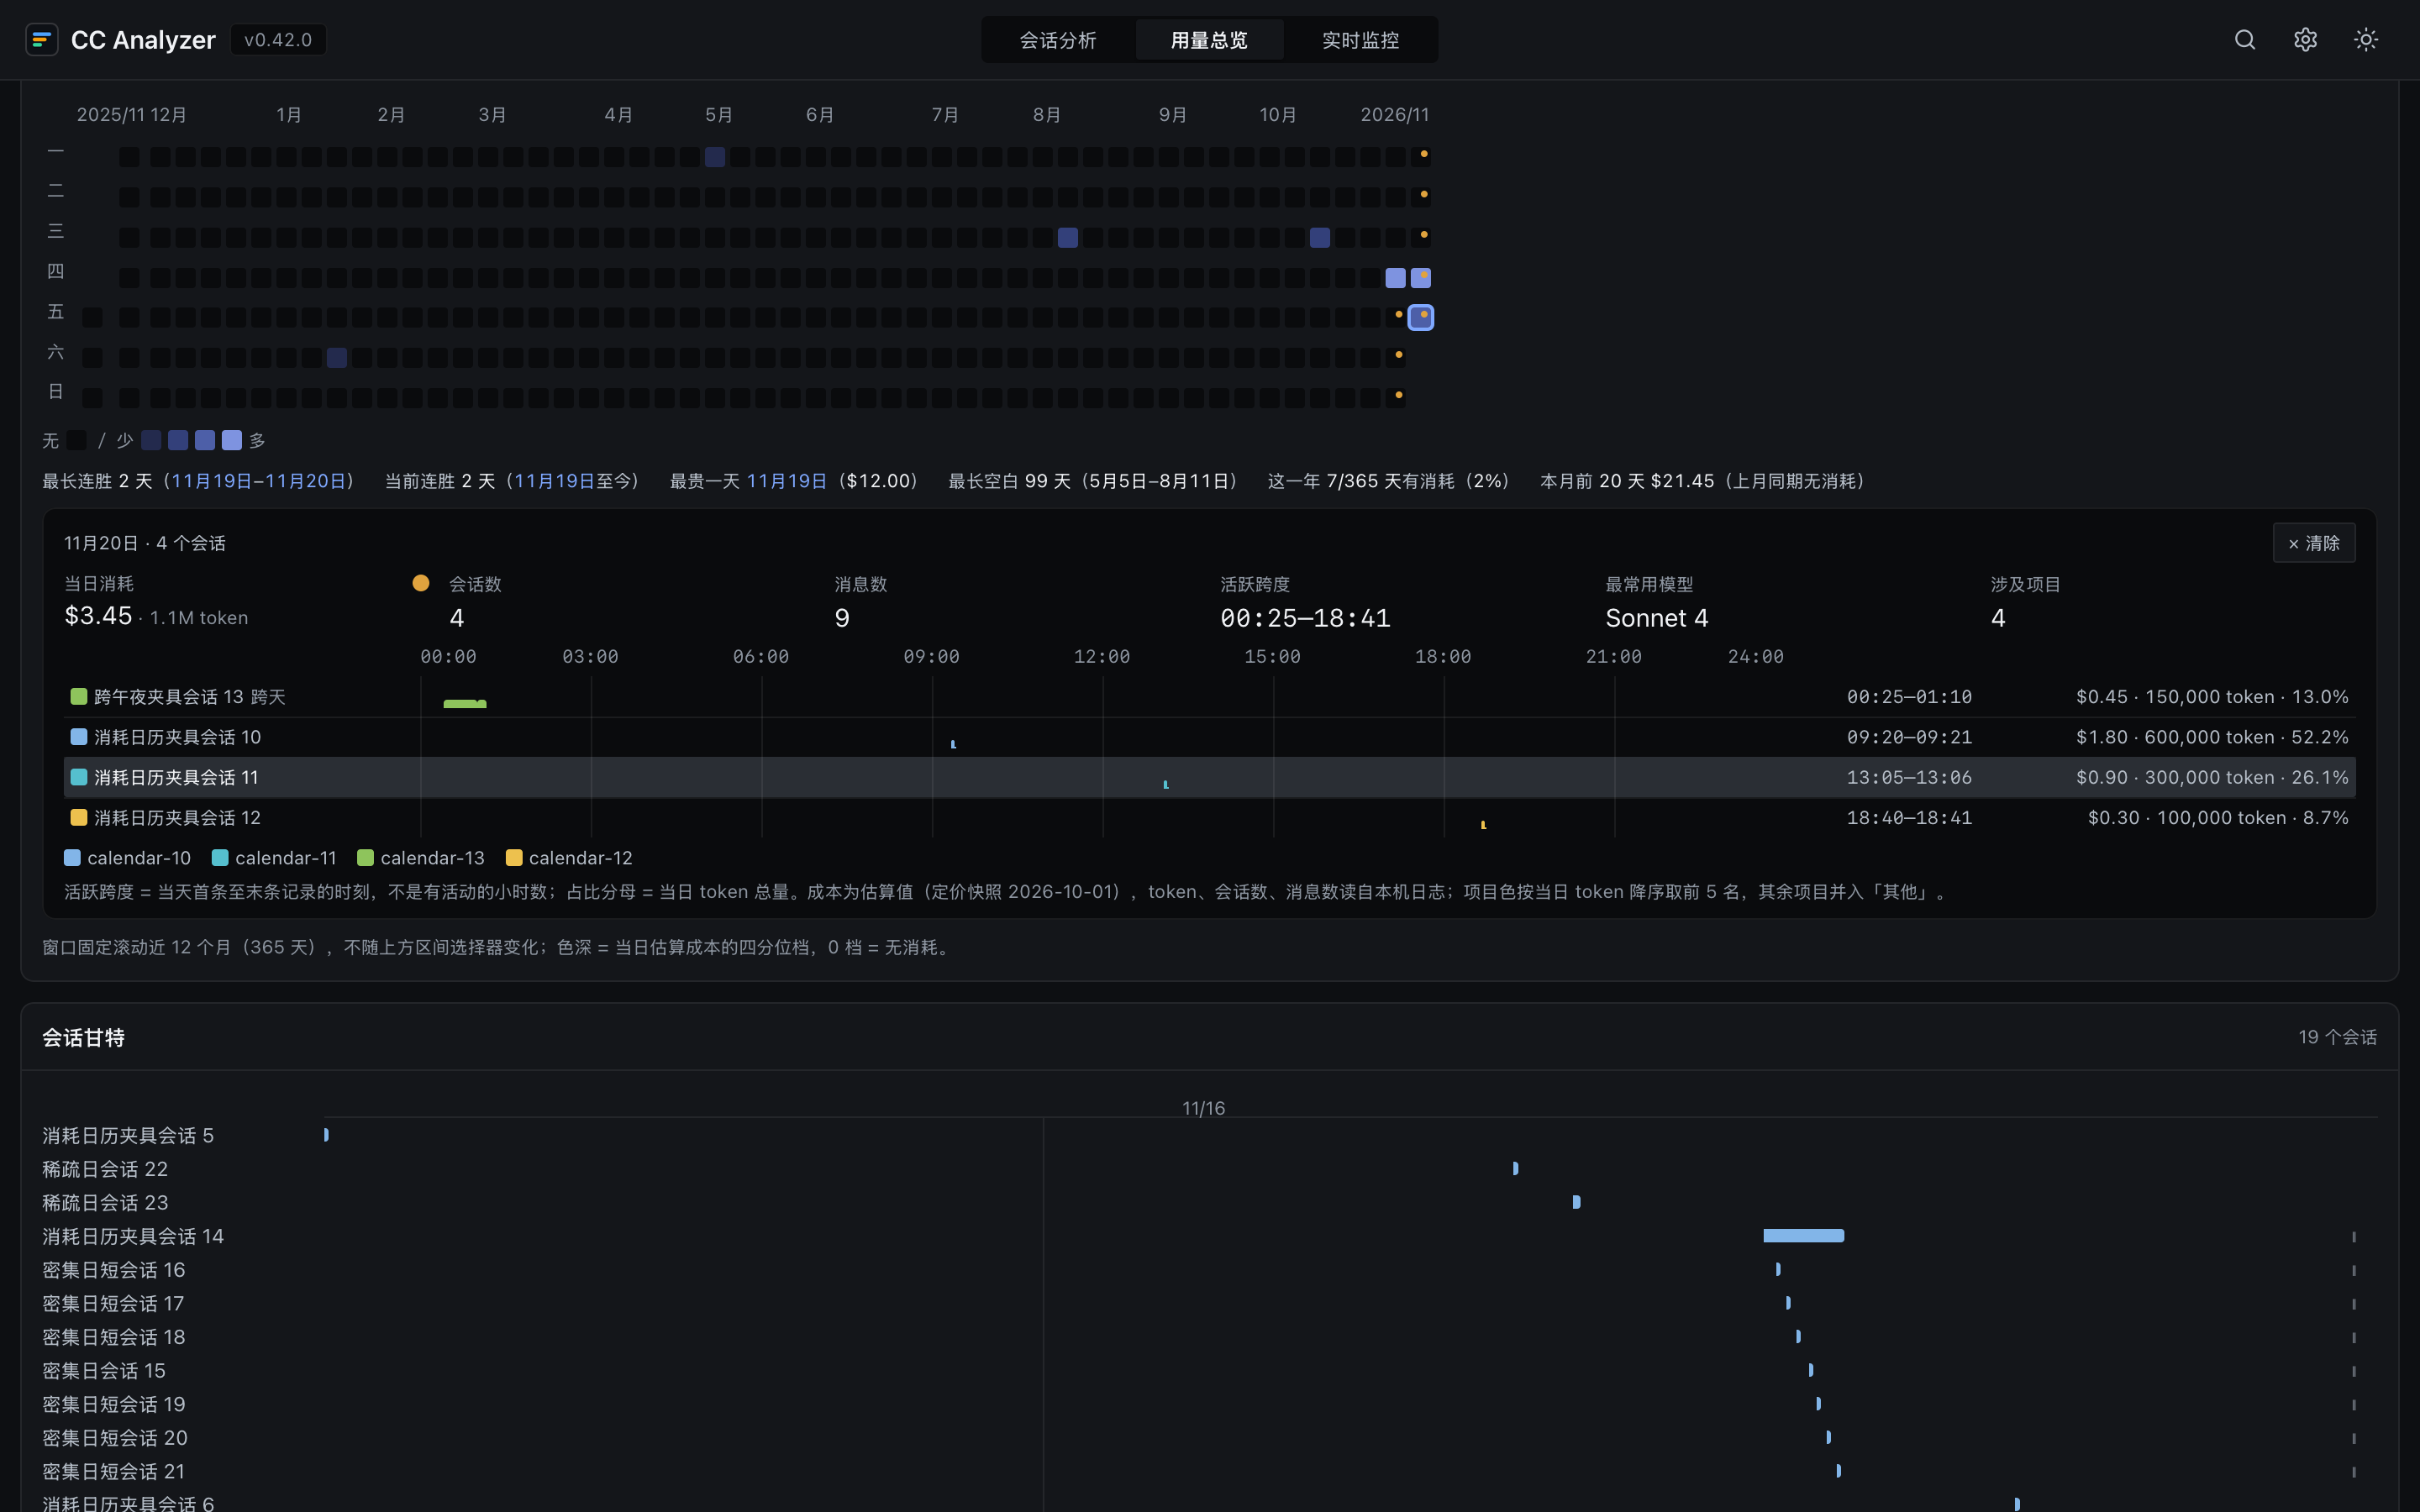 CC Analyzer v0.42.0 会话分析 用量总览 实时监控
2025/11 12月 1月 2月 3月 4月 5月 6月 7月 8月 9月 10月 2026/11
一
二
三
四
五
六
日
无 / 少 多
最长连胜 2 天（11月19日–11月20日） 当前连胜 2 天（11月19日至今） 最贵一天 11月19日（$12.00） 最长空白 99 天（5月5日–8月11日） 这一年 7/365 天有消耗（2%） 本月前 20 天 $21.45（上月同期无消耗）
11月20日 · 4 个会话 × 清除
当日消耗 会话数 消息数 活跃跨度 最常用模型 涉及项目
$3.45 · 1.1M token 4 9 00:25—18:41 Sonnet 4 4
00:00 03:00 06:00 09:00 12:00 15:00 18:00 21:00 24:00
跨午夜夹具会话 13 跨天 00:25—01:10 $0.45 · 150,000 token · 13.0%
消耗日历夹具会话 10 09:20—09:21 $1.80 · 600,000 token · 52.2%
消耗日历夹具会话 11 13:05—13:06 $0.90 · 300,000 token · 26.1%
消耗日历夹具会话 12 18:40—18:41 $0.30 · 100,000 token · 8.7%
calendar-10 calendar-11 calendar-13 calendar-12
活跃跨度 = 当天首条至末条记录的时刻，不是有活动的小时数；占比分母 = 当日 token 总量。成本为估算值（定价快照 2026-10-01），token、会话数、消息数读自本机日志；项目色按当日 token 降序取前 5 名，其余项目并入「其他」。
窗口固定滚动近 12 个月（365 天），不随上方区间选择器变化；色深 = 当日估算成本的四分位档，0 档 = 无消耗。
会话甘特 19 个会话
11/16
消耗日历夹具会话 5
稀疏日会话 22
稀疏日会话 23
消耗日历夹具会话 14
密集日短会话 16
密集日短会话 17
密集日短会话 18
密集日会话 15
密集日短会话 19
密集日短会话 20
密集日短会话 21
消耗日历夹具会话 6